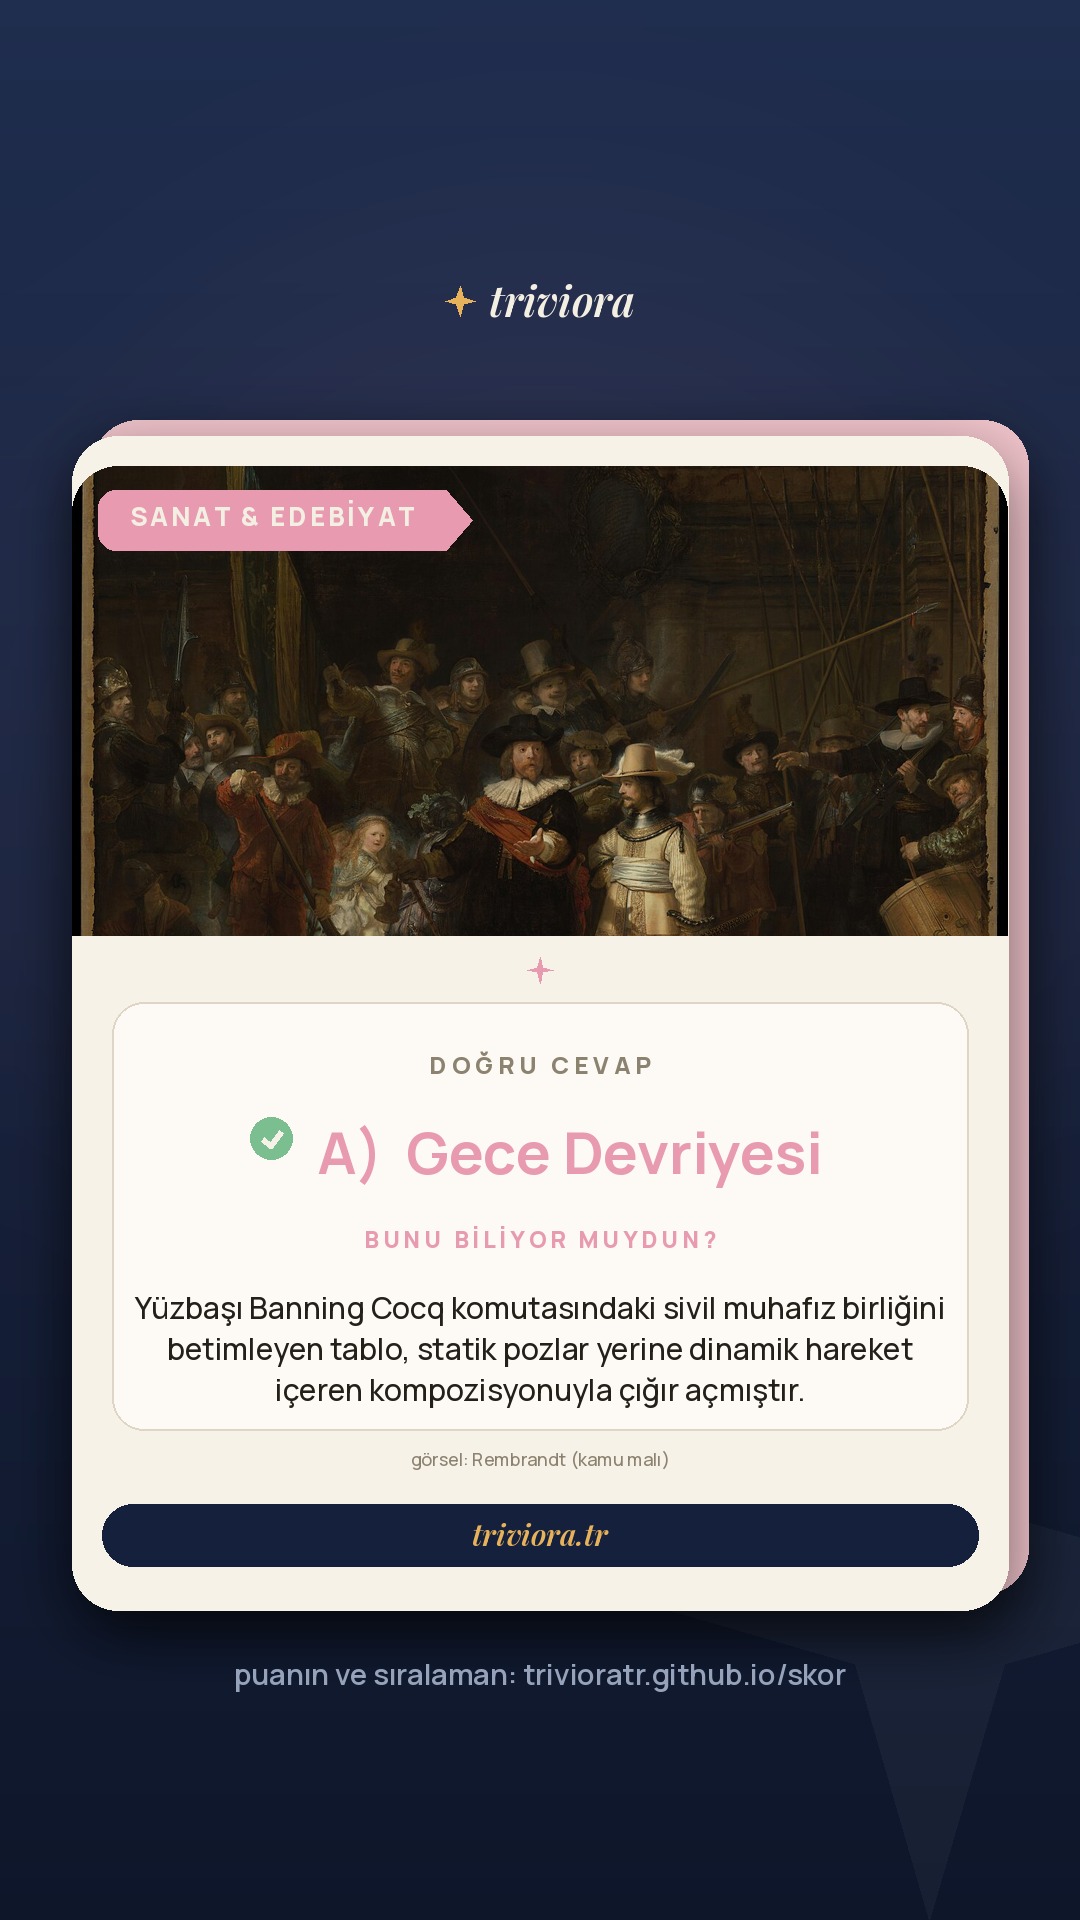 triviora
SANAT & EDEBİYAT
DOĞRU CEVAP
A) Gece Devriyesi
BUNU BİLİYOR MUYDUN?
Yüzbaşı Banning Cocq komutasındaki sivil muhafız birliğini
betimleyen tablo, statik pozlar yerine dinamik hareket
içeren kompozisyonuyla çığır açmıştır.
görsel: Rembrandt (kamu malı)
triviora.tr
puanın ve sıralaman: trivioratr.github.io/skor